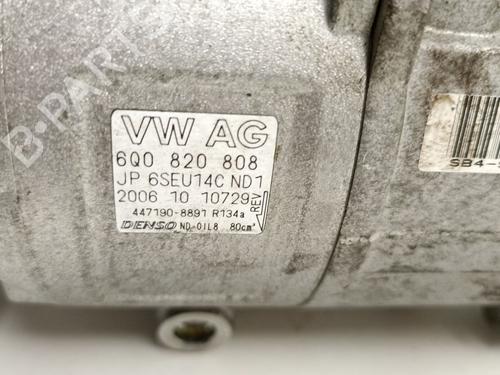 VW AG
6Q0 820 808
JP 6SEU14C ND1
2006 10 10729
REV
447190-8891 R134a
DENSO ND-OIL8 80cm³
SB4-
B-PARTS